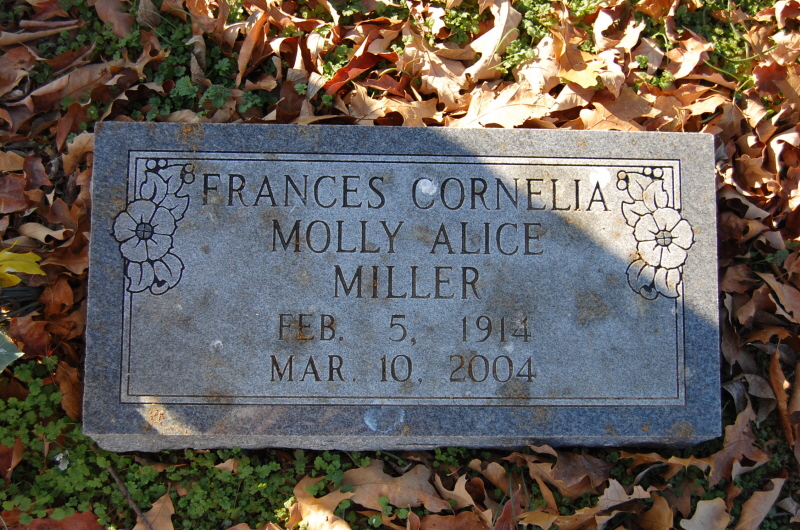 FRANCES CORNELIA
MOLLY ALICE
MILLER
FEB. 5, 1914
MAR. 10, 2004